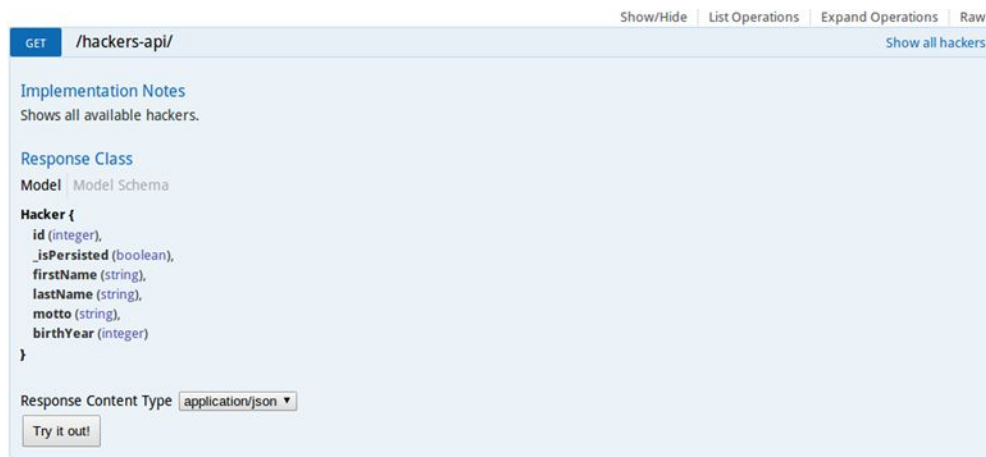 Show/Hide List Operations Expand Operations Raw
GET /hackers-api/ Show all hackers
Implementation Notes
Shows all available hackers.
Response Class
Model Model Schema
Hacker {
id (integer),
_isPersisted (boolean),
firstName (string),
lastName (string),
motto (string),
birthYear (integer)
}
Response Content Type application/json
Try it out!